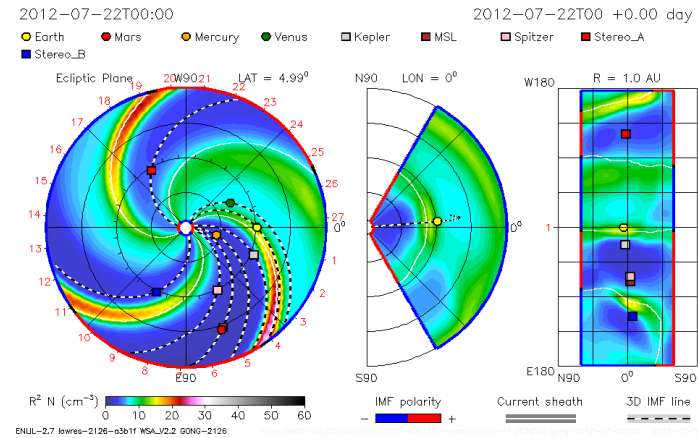 2012-07-22T00:00 2012-07-22T00 +0.00 day
Earth Mars Mercury Venus Kepler MSL Spitzer Stereo_A
Stereo_B
Ecliptic Plane W90 LAT = 4.99° N90 LON = 0° W180 R = 1.0 AU
21
20 22
19 23
18 24
17 25
16
15 26
14 27
0° 0° 1
13
12 1
11 2
10 3
9 4
8 5
7 6
E90 S90 E180 N90 0° S90
R² N (cm⁻³) 0 10 20 30 40 50 60
IMF polarity
- +
Current sheath
3D IMF line
ENLIL-2.7 lowres-2126-a3b1f WSA_V2.2 GONG-2126